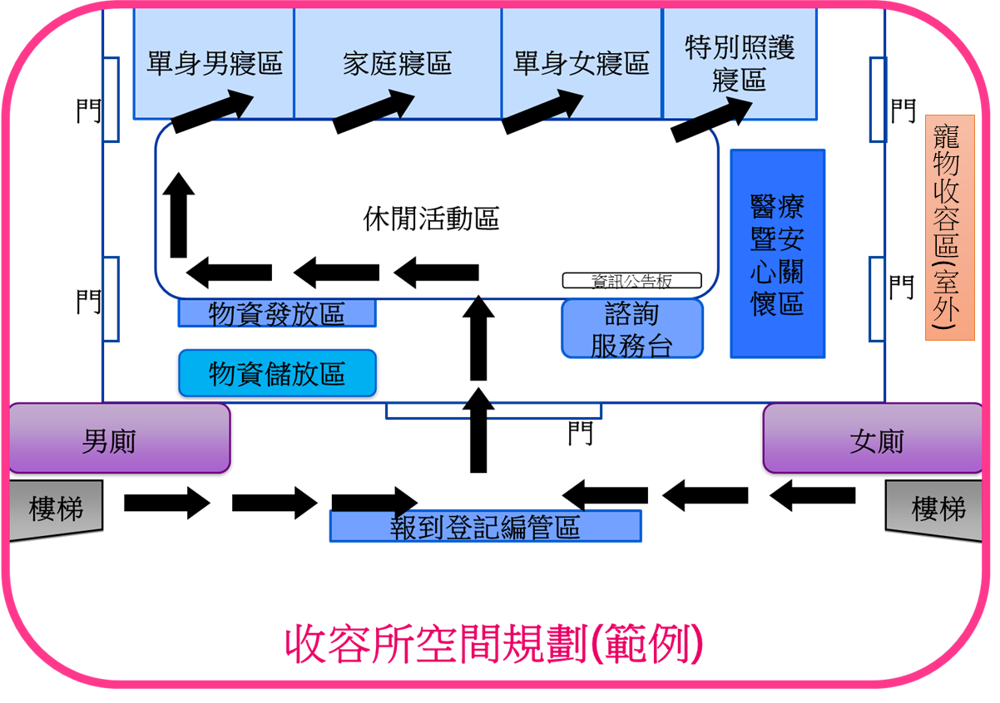 單身男寢區
家庭寢區
單身女寢區
特別照護
寢區
門
門
寵物收容區(室外)
醫療
暨安
心關
懷區
休閒活動區
資訊公告板
門
門
物資發放區
諮詢
服務台
物資儲放區
男廁
門
女廁
樓梯
報到登記編管區
樓梯
收容所空間規劃(範例)